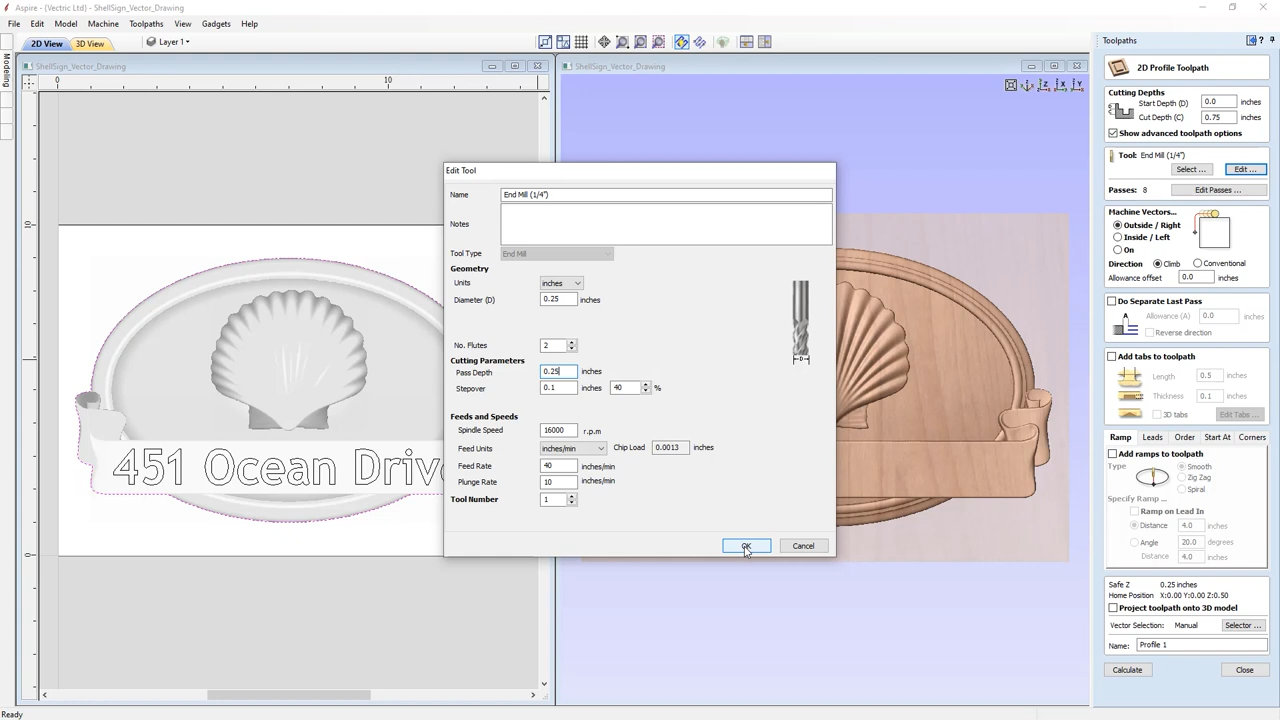 Aspire - {Vectric Ltd} - ShellSign_Vector_Drawing
File Edit Model Machine Toolpaths View Gadgets Help
2D View 3D View Layer 1
Modeling
ShellSign_Vector_Drawing
0 10
10
0
451 Ocean Drive
ShellSign_Vector_Drawing
Edit Tool
Name End Mill (1/4")
Notes
Tool Type End Mill
Geometry
Units inches
Diameter (D) 0.25 inches
No. Flutes 2
Cutting Parameters
Pass Depth 0.25 inches
Stepover 0.1 inches 40 %
Feeds and Speeds
Spindle Speed 16000 r.p.m
Feed Units inches/min Chip Load 0.0013 inches
Feed Rate 40 inches/min
Plunge Rate 10 inches/min
Tool Number 1
D
OK Cancel
Toolpaths
2D Profile Toolpath
Cutting Depths
Start Depth (D) 0.0 inches
Cut Depth (C) 0.75 inches
Show advanced toolpath options
Tool: End Mill (1/4")
Select ... Edit ...
Passes: 8 Edit Passes ...
Machine Vectors...
Outside / Right
Inside / Left
On
Direction Climb Conventional
Allowance offset 0.0 inches
Do Separate Last Pass
Allowance (A) 0.0 inches
Reverse direction
Add tabs to toolpath
Length 0.5 inches
Thickness 0.1 inches
3D tabs Edit Tabs ...
Ramp Leads Order Start At Corners
Add ramps to toolpath
Type Smooth
Zig Zag
Spiral
Specify Ramp ...
Ramp on Lead In
Distance 4.0 inches
Angle 20.0 degrees
Distance 4.0 inches
Safe Z 0.25 inches
Home Position X:0.00 Y:0.00 Z:0.50
Project toolpath onto 3D model
Vector Selection: Manual Selector ...
Name: Profile 1
Calculate Close
Ready